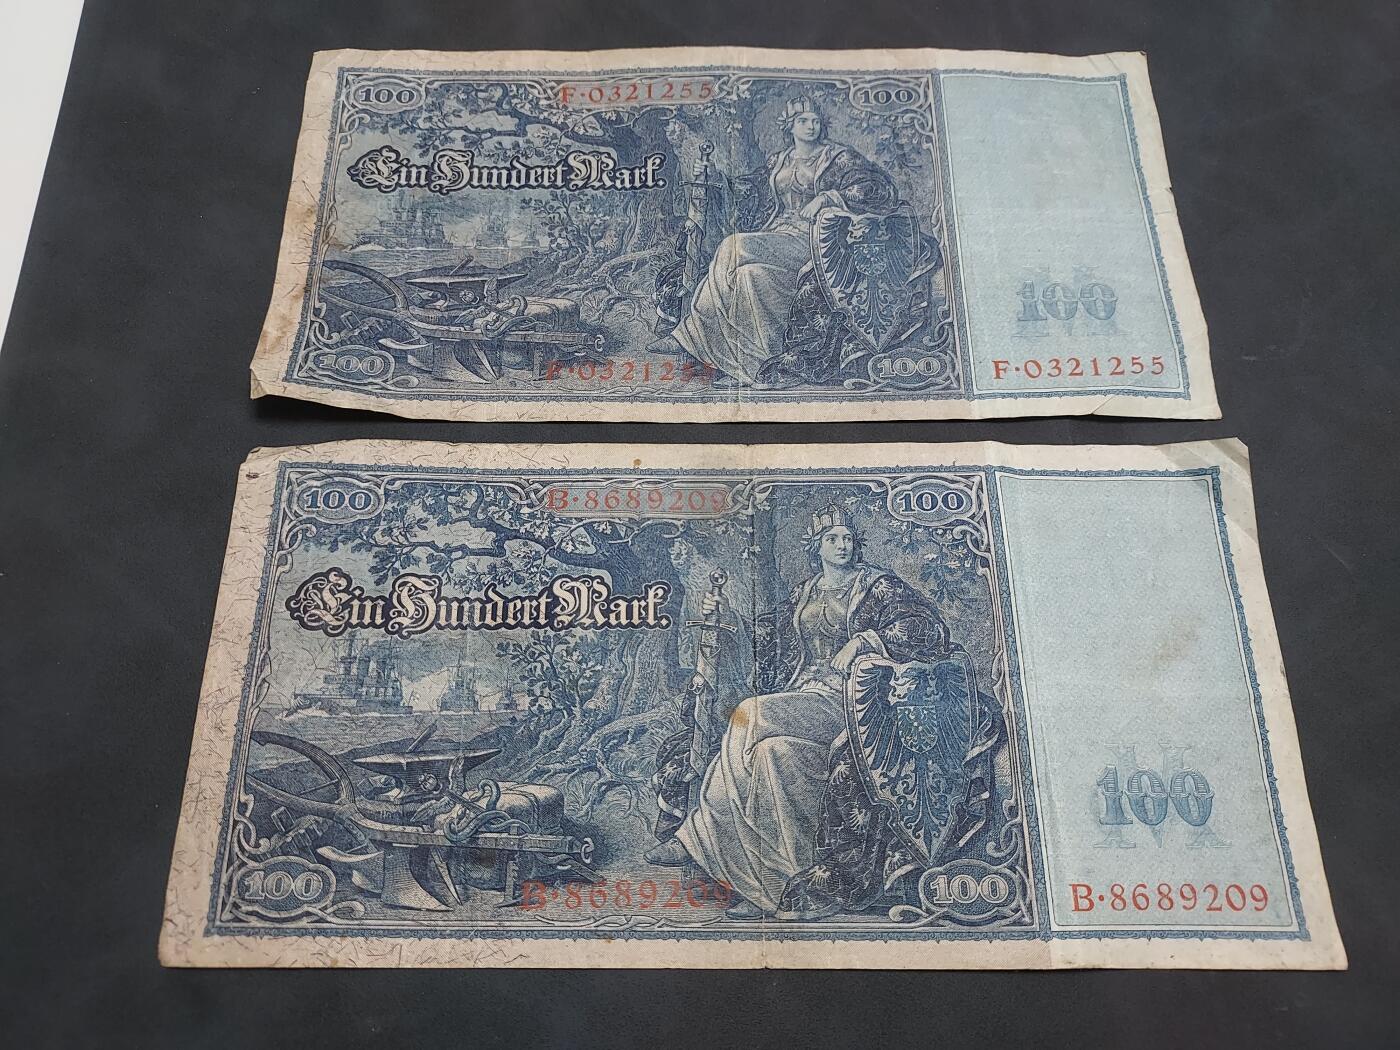 100 F·0321255 100
Ein Hundert Mark.
100
100 F·0321255 100 F·0321255
100 B·8689209 100
Ein Hundert Mark.
100
100 B·8689209 100 B·8689209